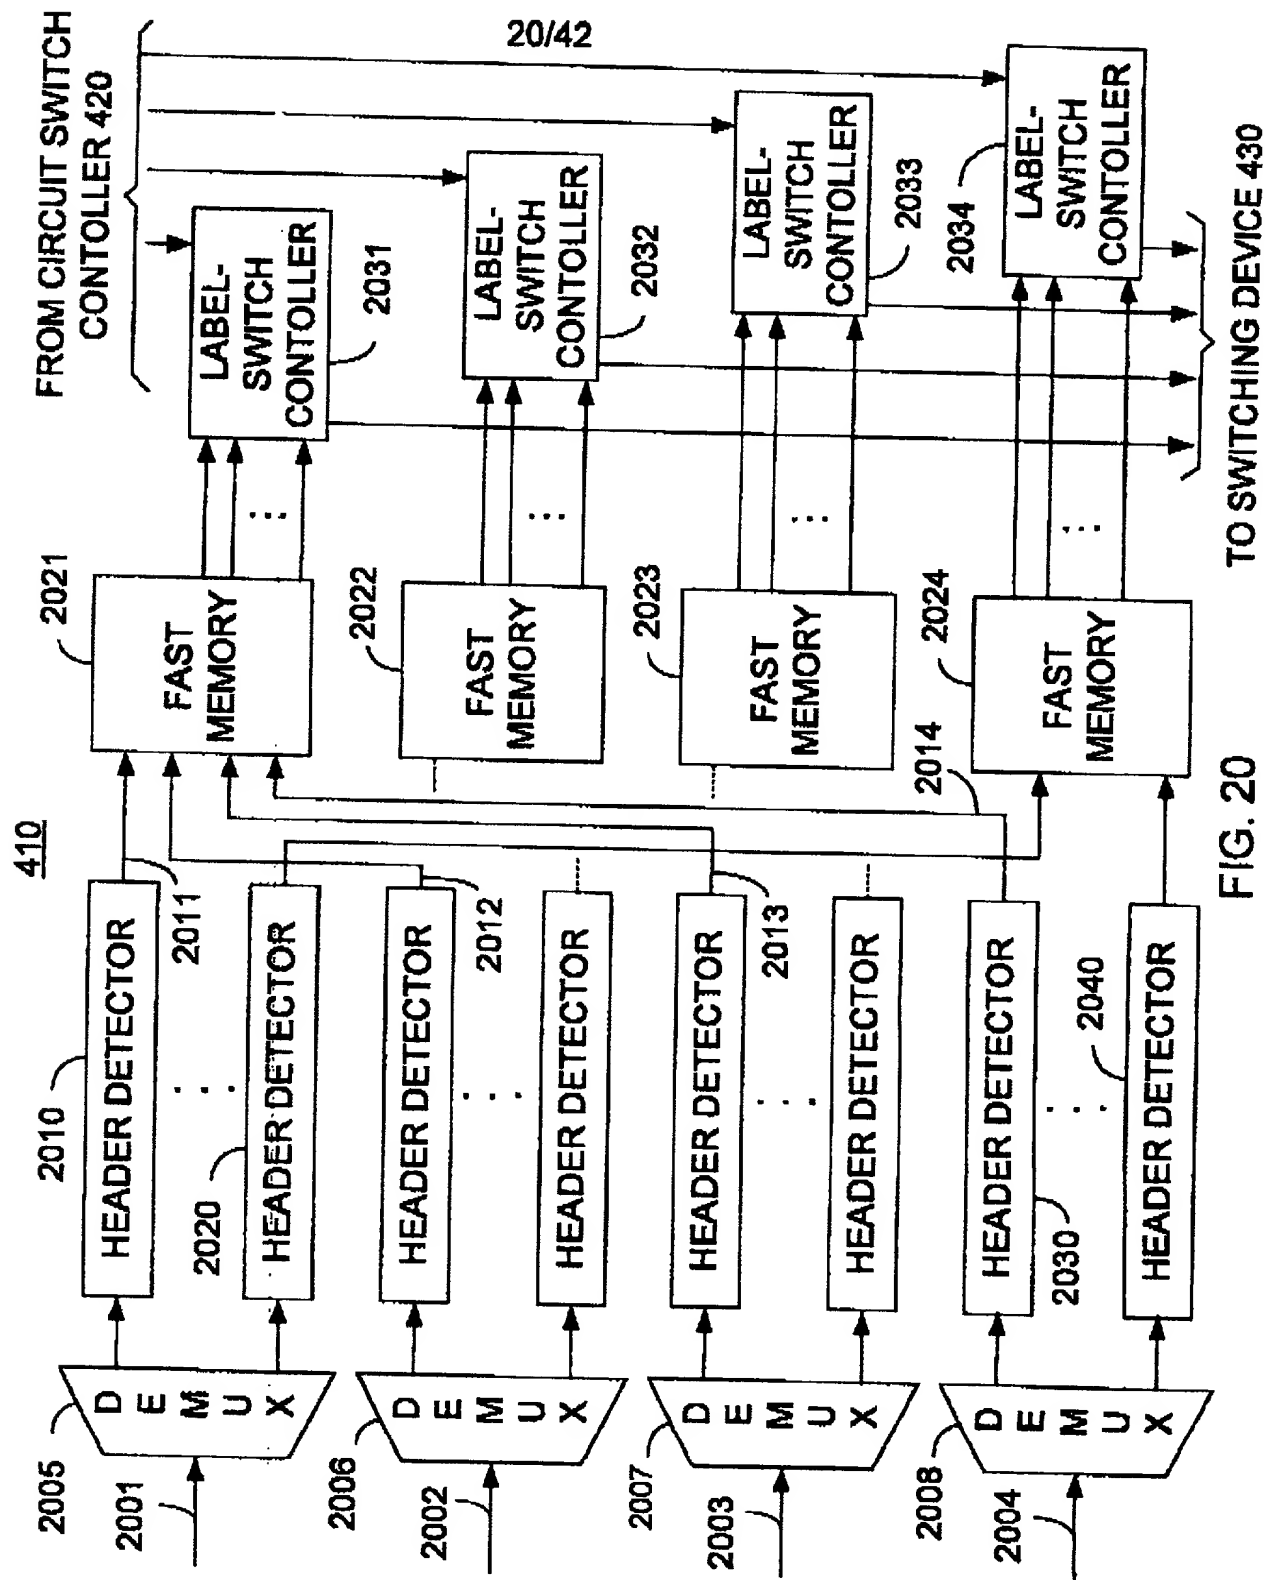 20/42
410
FROM CIRCUIT SWITCH
CONTOLLER 420
2005
2001
DEMUX
2010
HEADER DETECTOR
2011
2020
HEADER DETECTOR
2021
FAST
MEMORY
LABEL-
SWITCH
CONTOLLER
2031
2006
2002
DEMUX
HEADER DETECTOR
2012
HEADER DETECTOR
2022
FAST
MEMORY
LABEL-
SWITCH
CONTOLLER
2032
2007
2003
DEMUX
HEADER DETECTOR
2013
HEADER DETECTOR
2023
FAST
MEMORY
LABEL-
SWITCH
CONTOLLER
2033
2008
2004
DEMUX
HEADER DETECTOR
2030
2014
2040
HEADER DETECTOR
2024
FAST
MEMORY
2034
LABEL-
SWITCH
CONTOLLER
TO SWITCHING DEVICE 430
FIG. 20